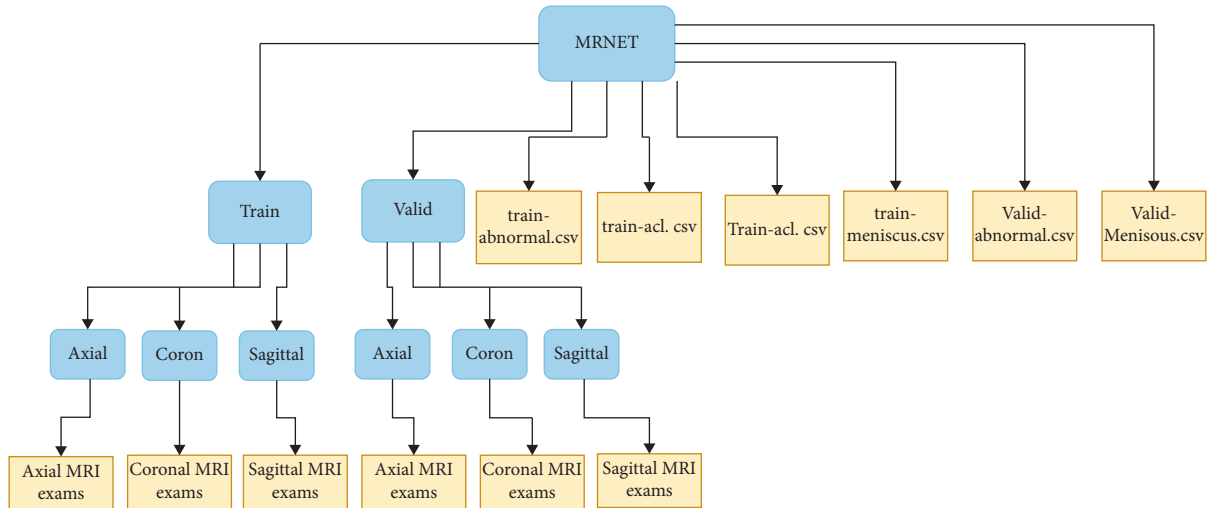 MRNET
Train
Valid
train-
abnormal.csv
train-acl. csv
Train-acl. csv
train-
meniscus.csv
Valid-
abnormal.csv
Valid-
Menisous.csv
Axial
Coron
Sagittal
Axial
Coron
Sagittal
Axial MRI
exams
Coronal MRI
exams
Sagittal MRI
exams
Axial MRI
exams
Coronal MRI
exams
Sagittal MRI
exams